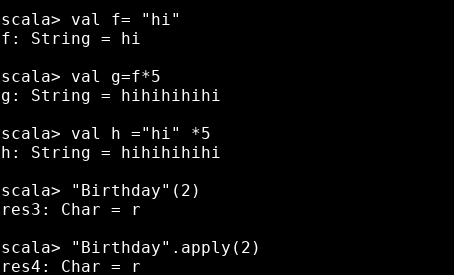 scala> val f= "hi"
f: String = hi
scala> val g=f*5
g: String = hihihihihi
scala> val h ="hi" *5
h: String = hihihihihi
scala> "Birthday"(2)
res3: Char = r
scala> "Birthday".apply(2)
res4: Char = r